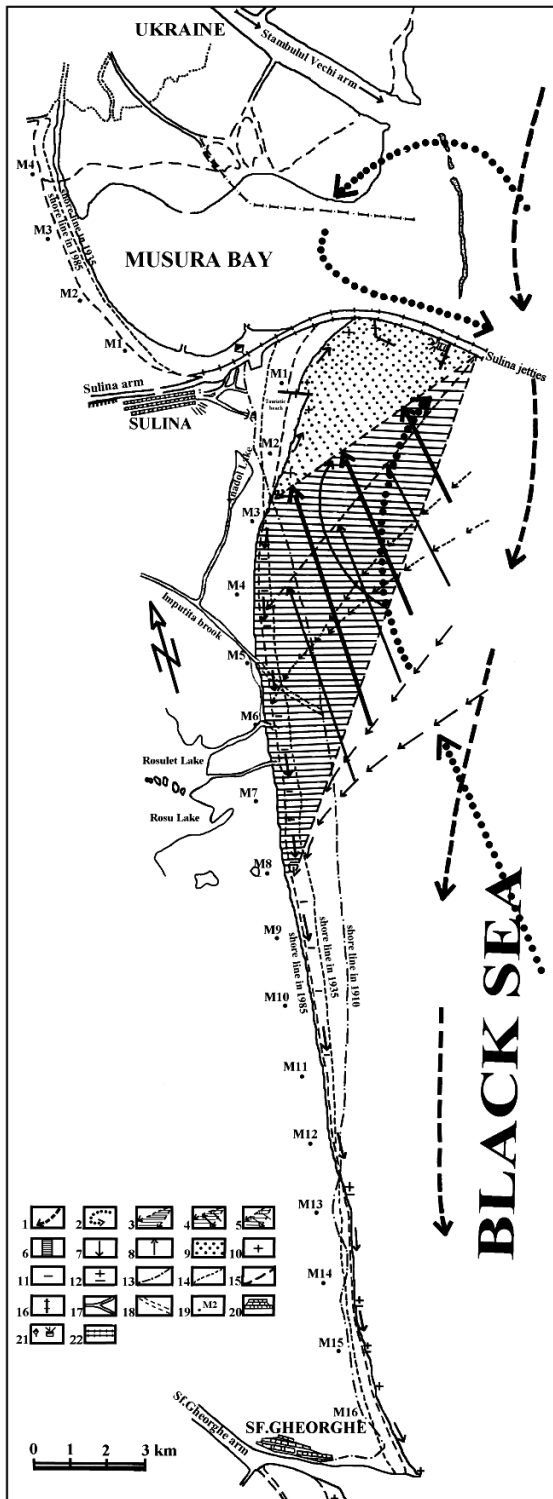 UKRAINE
Stambulul Vechi arm
M4
shore line in 1935
shore line in 1985
M3
MUSURA BAY
M2
M1
Sulina jetties
Sulina arm
SULINA
M1
Touristic beach
M2
M3
M4
Imputita brook
M5
M6
Rosulet Lake
M7
Rosu Lake
M8
BLACK SEA
M9
shore line in 1985
shore line in 1935
shore line in 1910
M10
M11
M12
M13
M14
M15
M16
1 2 3 4 5
6 7 8 9 10
11 12 13 14 15
16 17 18 19 M2 20
21 22
Sf.Gheorghe arm
SF.GHEORGHE
0 1 2 3 km